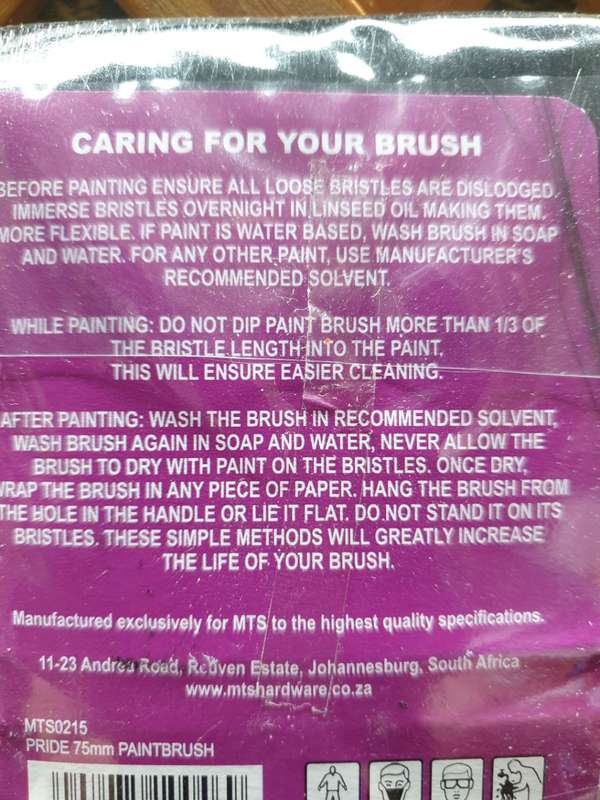 CARING FOR YOUR BRUSH
BEFORE PAINTING ENSURE ALL LOOSE BRISTLES ARE DISLODGED.
IMMERSE BRISTLES OVERNIGHT IN LINSEED OIL MAKING THEM
MORE FLEXIBLE. IF PAINT IS WATER BASED, WASH BRUSH IN SOAP
AND WATER. FOR ANY OTHER PAINT, USE MANUFACTURER'S
RECOMMENDED SOLVENT.
WHILE PAINTING: DO NOT DIP PAINT BRUSH MORE THAN 1/3 OF
THE BRISTLE LENGTH INTO THE PAINT,
THIS WILL ENSURE EASIER CLEANING.
AFTER PAINTING: WASH THE BRUSH IN RECOMMENDED SOLVENT,
WASH BRUSH AGAIN IN SOAP AND WATER, NEVER ALLOW THE
BRUSH TO DRY WITH PAINT ON THE BRISTLES. ONCE DRY,
WRAP THE BRUSH IN ANY PIECE OF PAPER. HANG THE BRUSH FROM
THE HOLE IN THE HANDLE OR LIE IT FLAT. DO NOT STAND IT ON ITS
BRISTLES. THESE SIMPLE METHODS WILL GREATLY INCREASE
THE LIFE OF YOUR BRUSH.
Manufactured exclusively for MTS to the highest quality specifications.
11-23 Andrea Road, Reuven Estate, Johannesburg, South Africa
www.mtshardware.co.za
MTS0215
PRIDE 75mm PAINTBRUSH